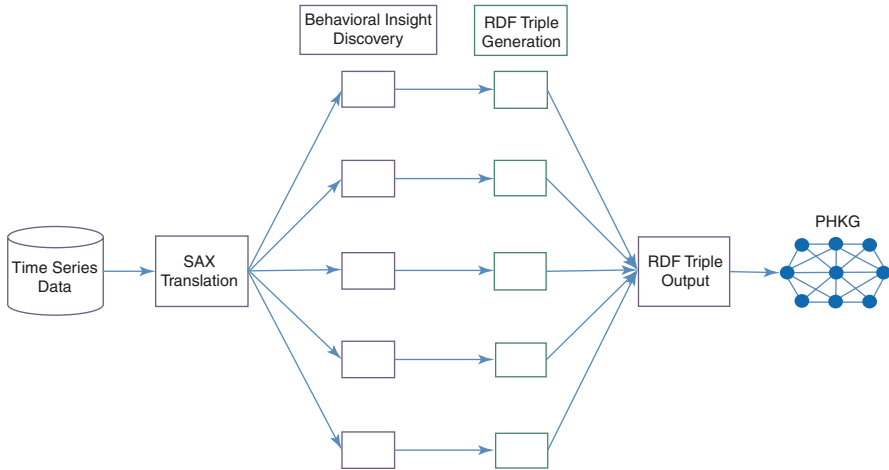 Behavioral Insight
Discovery
RDF Triple
Generation
Time Series
Data
SAX
Translation
RDF Triple
Output
PHKG